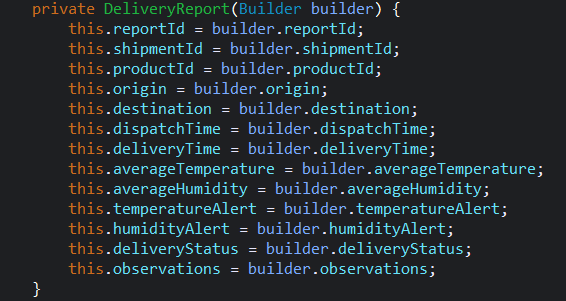 private DeliveryReport(Builder builder) {
this.reportId = builder.reportId;
this.shipmentId = builder.shipmentId;
this.productId = builder.productId;
this.origin = builder.origin;
this.destination = builder.destination;
this.dispatchTime = builder.dispatchTime;
this.deliveryTime = builder.deliveryTime;
this.averageTemperature = builder.averageTemperature;
this.averageHumidity = builder.averageHumidity;
this.temperatureAlert = builder.temperatureAlert;
this.humidityAlert = builder.humidityAlert;
this.deliveryStatus = builder.deliveryStatus;
this.observations = builder.observations;
}